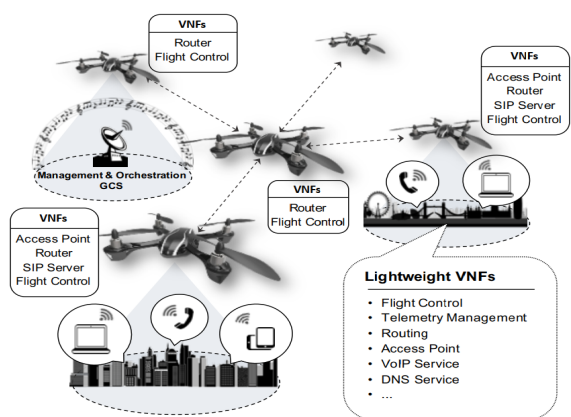 VNFs
Router
Flight Control
VNFs
Access Point
Router
SIP Server
Flight Control
Management & Orchestration
GCS
VNFs
Router
Flight Control
VNFs
Access Point
Router
SIP Server
Flight Control
Lightweight VNFs
• Flight Control
• Telemetry Management
• Routing
• Access Point
• VoIP Service
• DNS Service
• ...